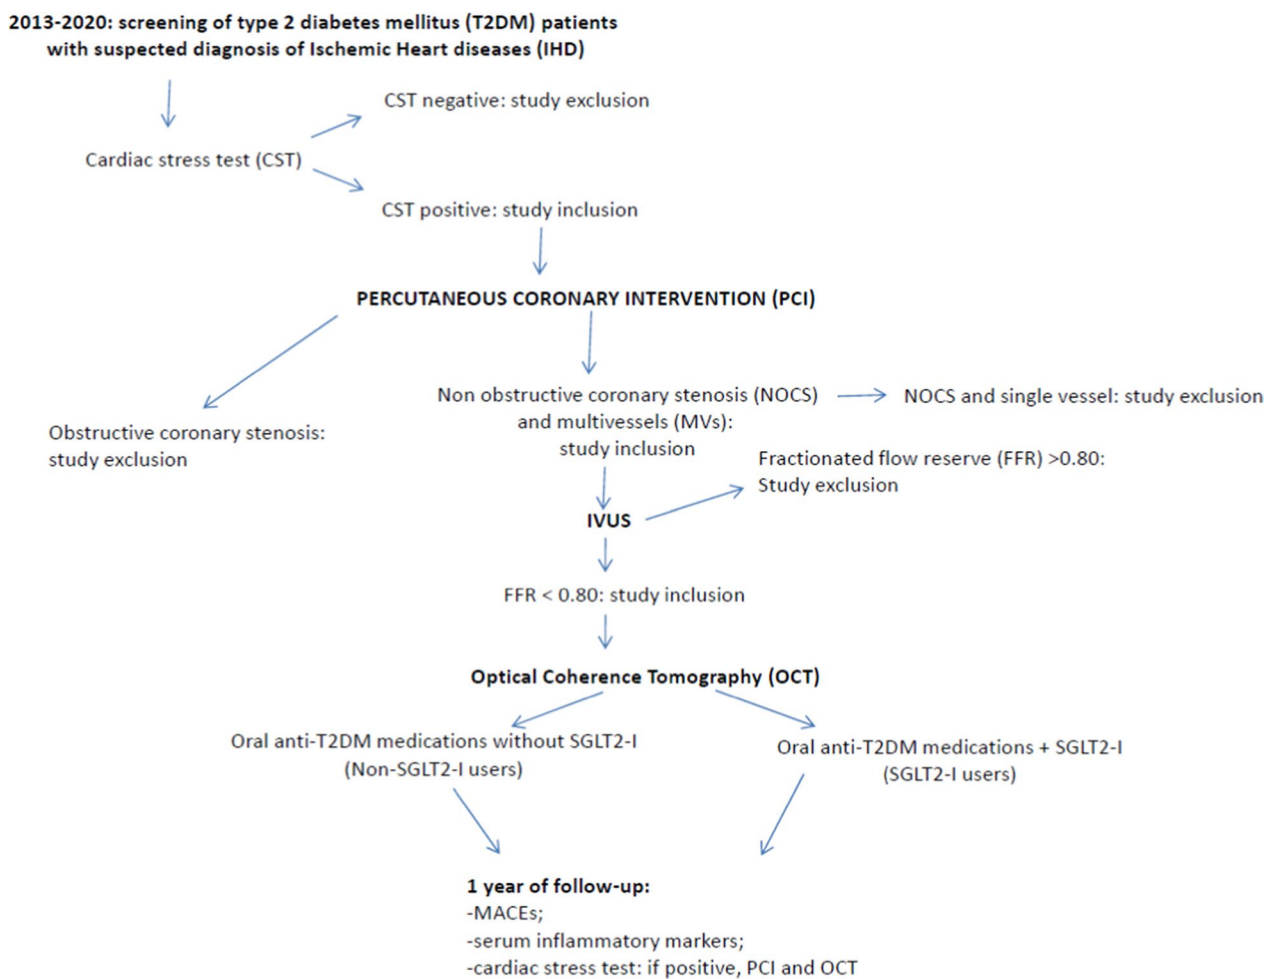 2013-2020: screening of type 2 diabetes mellitus (T2DM) patients
with suspected diagnosis of Ischemic Heart diseases (IHD)
CST negative: study exclusion
Cardiac stress test (CST)
CST positive: study inclusion
PERCUTANEOUS CORONARY INTERVENTION (PCI)
Non obstructive coronary stenosis (NOCS)
and multivessels (MVs):
study inclusion
NOCS and single vessel: study exclusion
Obstructive coronary stenosis:
study exclusion
Fractionated flow reserve (FFR) >0.80:
Study exclusion
IVUS
FFR < 0.80: study inclusion
Optical Coherence Tomography (OCT)
Oral anti-T2DM medications without SGLT2-I
(Non-SGLT2-I users)
Oral anti-T2DM medications + SGLT2-I
(SGLT2-I users)
1 year of follow-up:
-MACEs;
-serum inflammatory markers;
-cardiac stress test: if positive, PCI and OCT